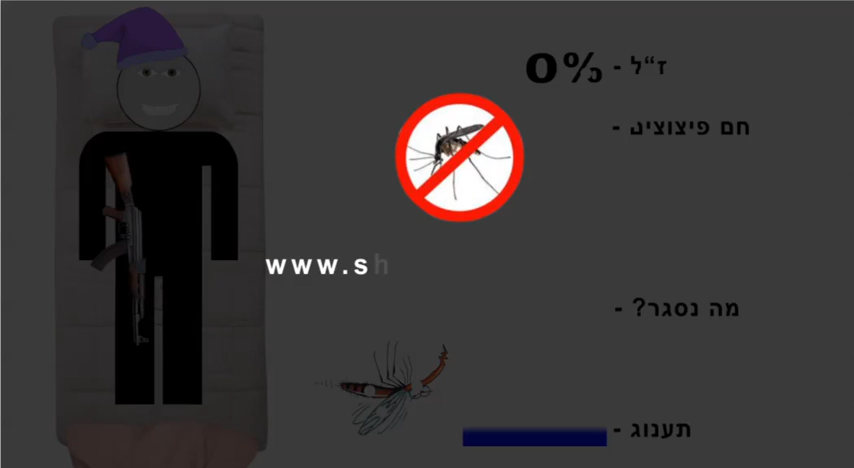 0% - ז“ל
חם פיצוצים -
www.sh
מה נסגר? -
תענוג -